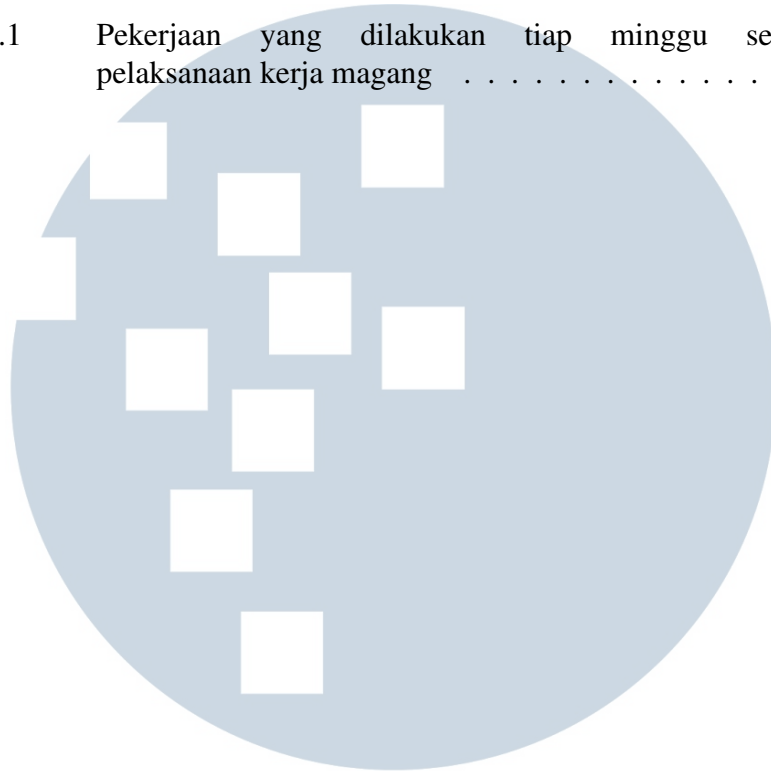 .1 Pekerjaan yang dilakukan tiap minggu se
pelaksanaan kerja magang . . . . . . . . . . . . .